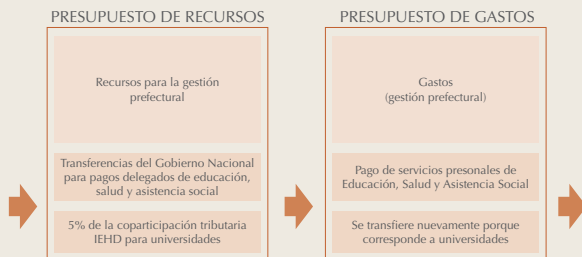 PRESUPUESTO DE RECURSOS
Recursos para la gestión
prefectural
Transferencias del Gobierno Nacional
para pagos delegados de educación,
salud y asistencia social
5% de la coparticipación tributaria
IEHD para universidades
PRESUPUESTO DE GASTOS
Gastos
(gestión prefectural)
Pago de servicios presonales de
Educación, Salud y Asistencia Social
Se transfiere nuevamente porque
corresponde a universidades